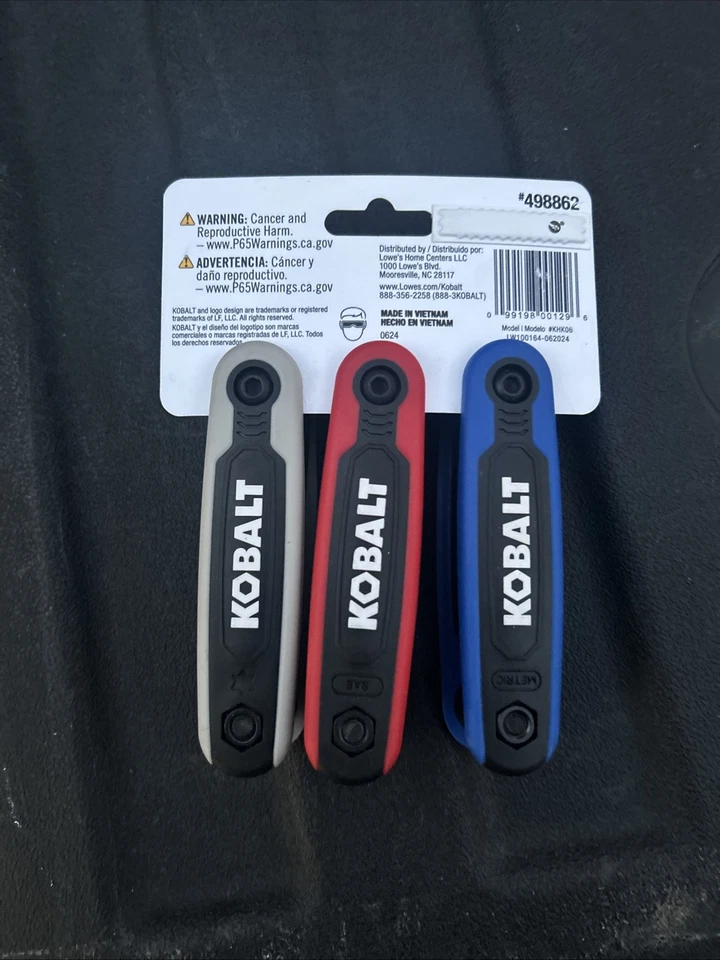 #498862
WARNING: Cancer and
Reproductive Harm.
– www.P65Warnings.ca.gov
ADVERTENCIA: Cáncer y
daño reproductivo.
– www.P65Warnings.ca.gov
KOBALT and logo design are trademarks or registered
trademarks of LF, LLC. All rights reserved.
KOBALT y el diseño del logotipo son marcas
comerciales o marcas registradas de LF, LLC. Todos
los derechos reservados.
Distributed by / Distribuido por:
Lowe's Home Centers LLC
1000 Lowe's Blvd.
Mooresville, NC 28117
www.Lowes.com/Kobalt
888-356-2258 (888-3KOBALT)
MADE IN VIETNAM
HECHO EN VIETNAM
0624
0 99198 00129 6
Model | Modelo #KHK06
LW100164-062024
KOBALT
KOBALT
SAE
KOBALT
METRIC